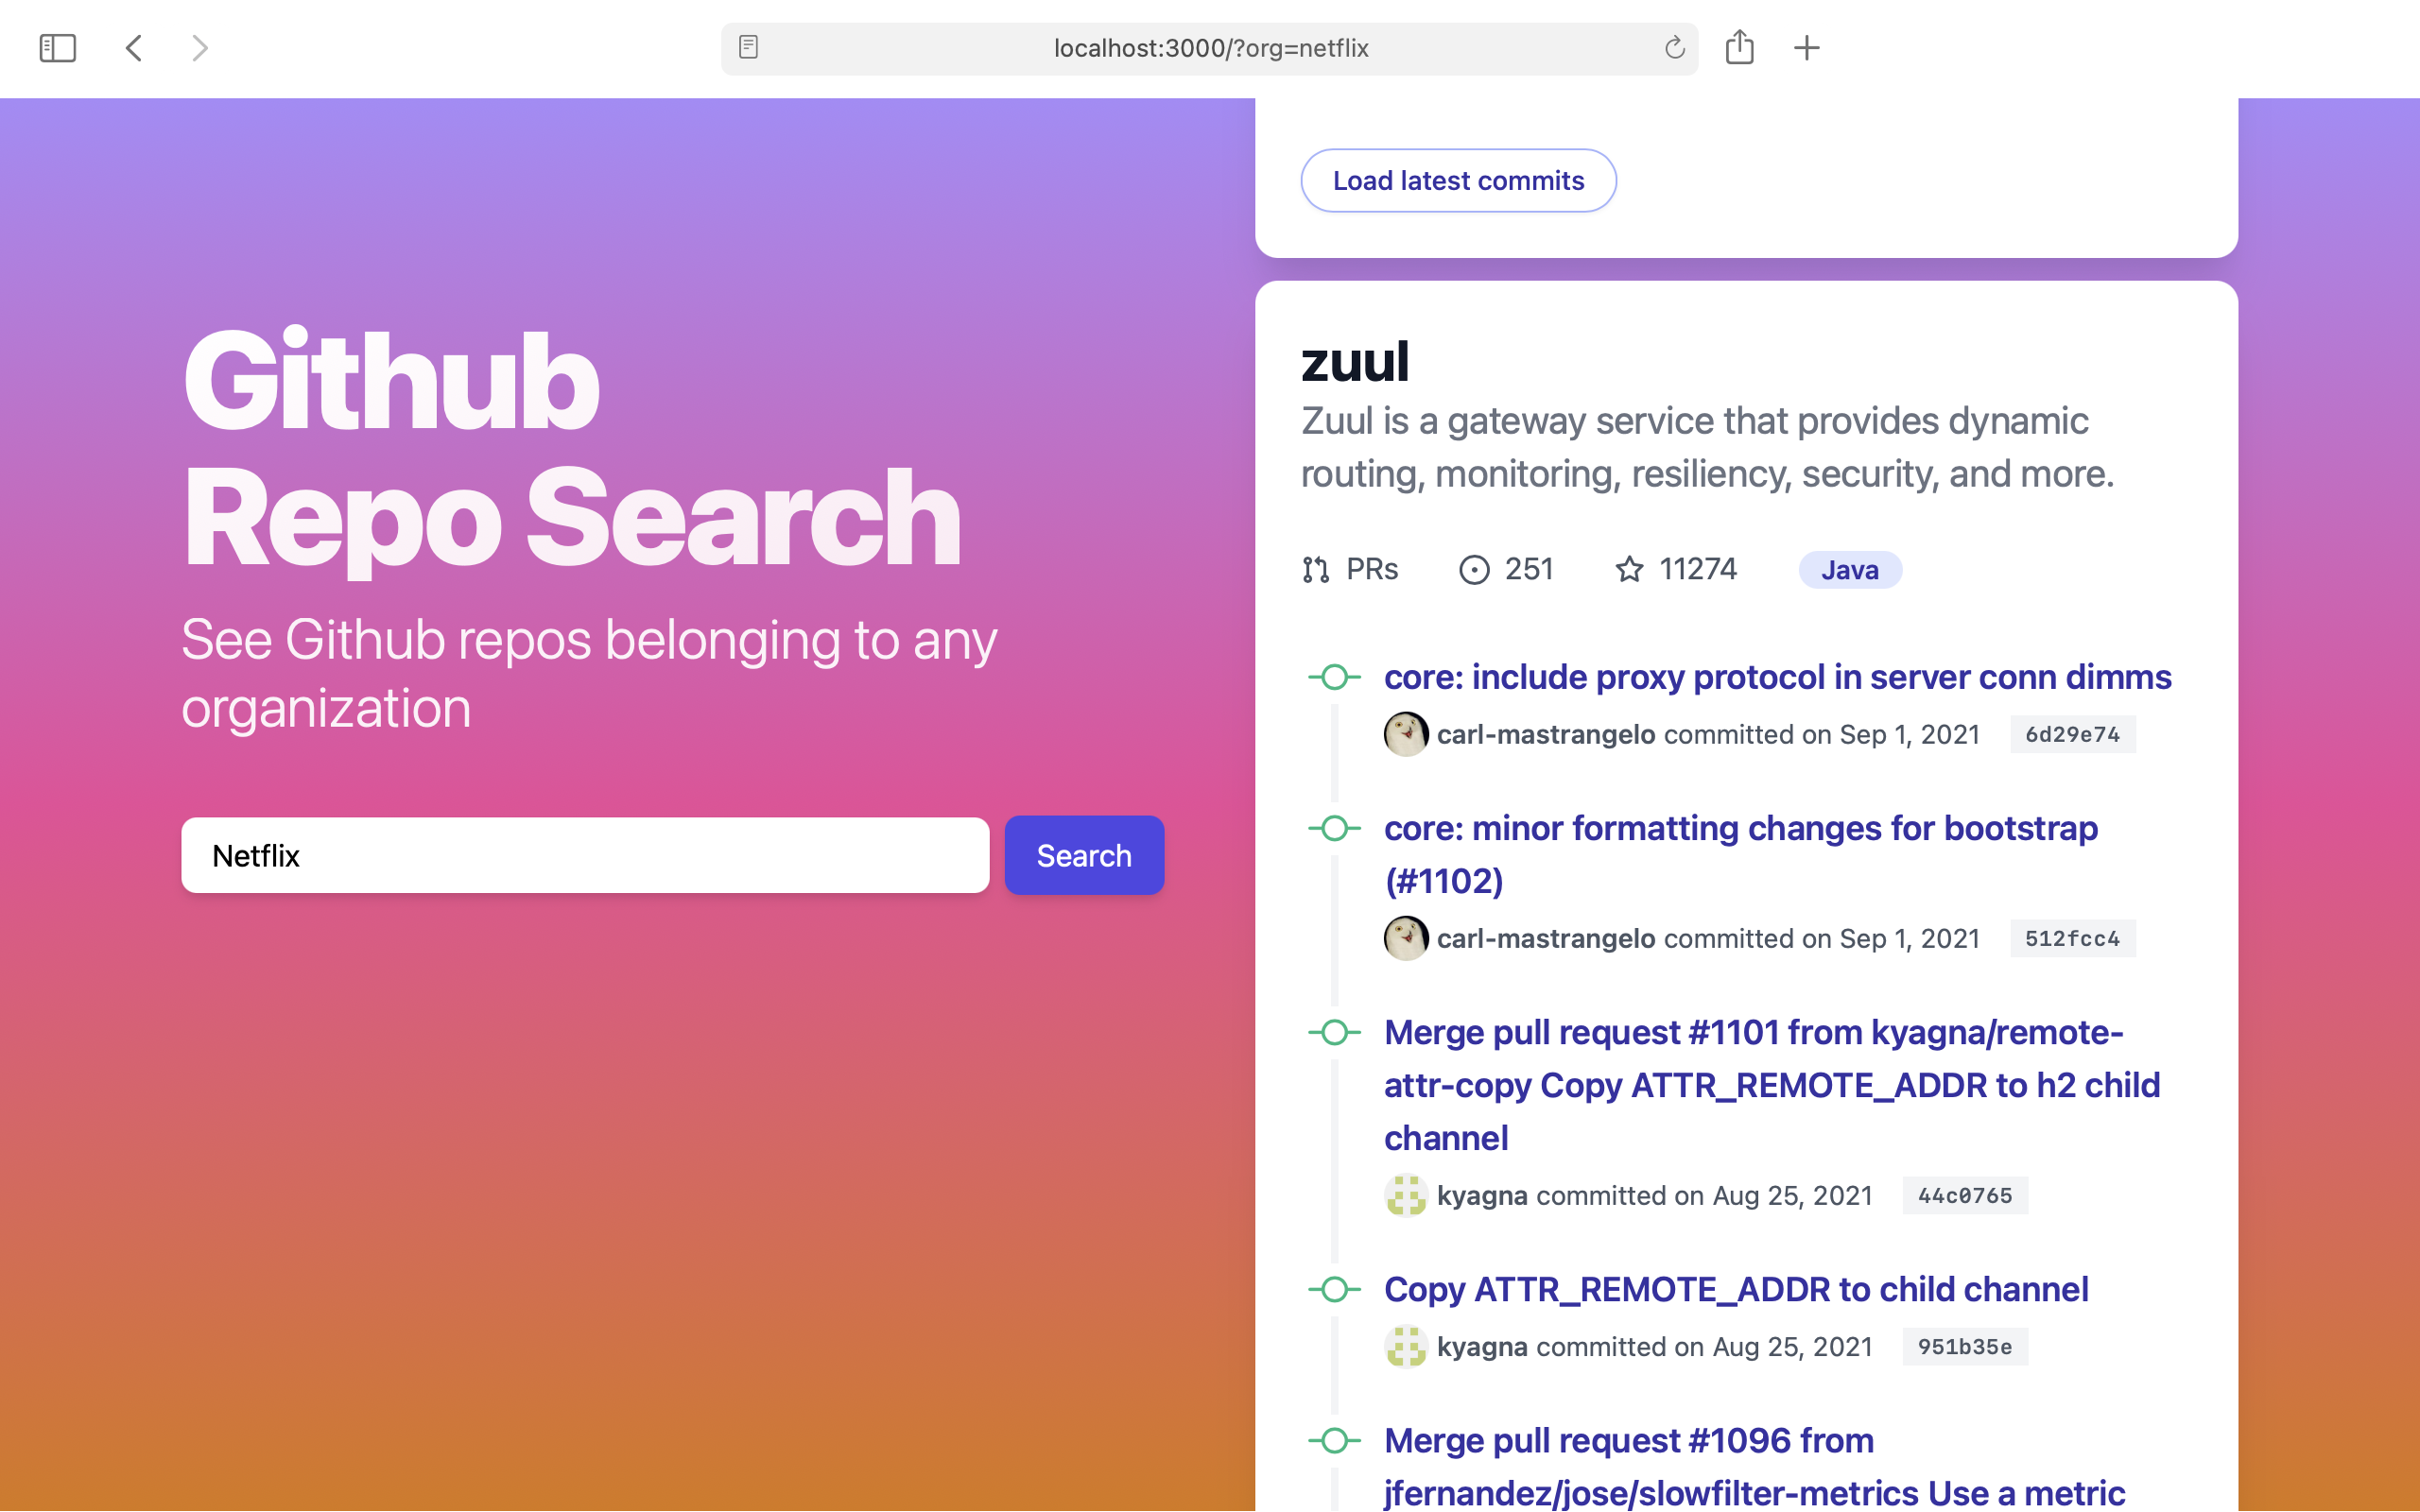 localhost:3000/?org=netflix
Github
Repo Search
See Github repos belonging to any
organization
Netflix
Search
Load latest commits
zuul
Zuul is a gateway service that provides dynamic
routing, monitoring, resiliency, security, and more.
PRs 251 11274 Java
core: include proxy protocol in server conn dimms
carl-mastrangelo committed on Sep 1, 2021 6d29e74
core: minor formatting changes for bootstrap
(#1102)
carl-mastrangelo committed on Sep 1, 2021 512fcc4
Merge pull request #1101 from kyagna/remote-
attr-copy Copy ATTR_REMOTE_ADDR to h2 child
channel
kyagna committed on Aug 25, 2021 44c0765
Copy ATTR_REMOTE_ADDR to child channel
kyagna committed on Aug 25, 2021 951b35e
Merge pull request #1096 from
jfernandez/jose/slowfilter-metrics Use a metric